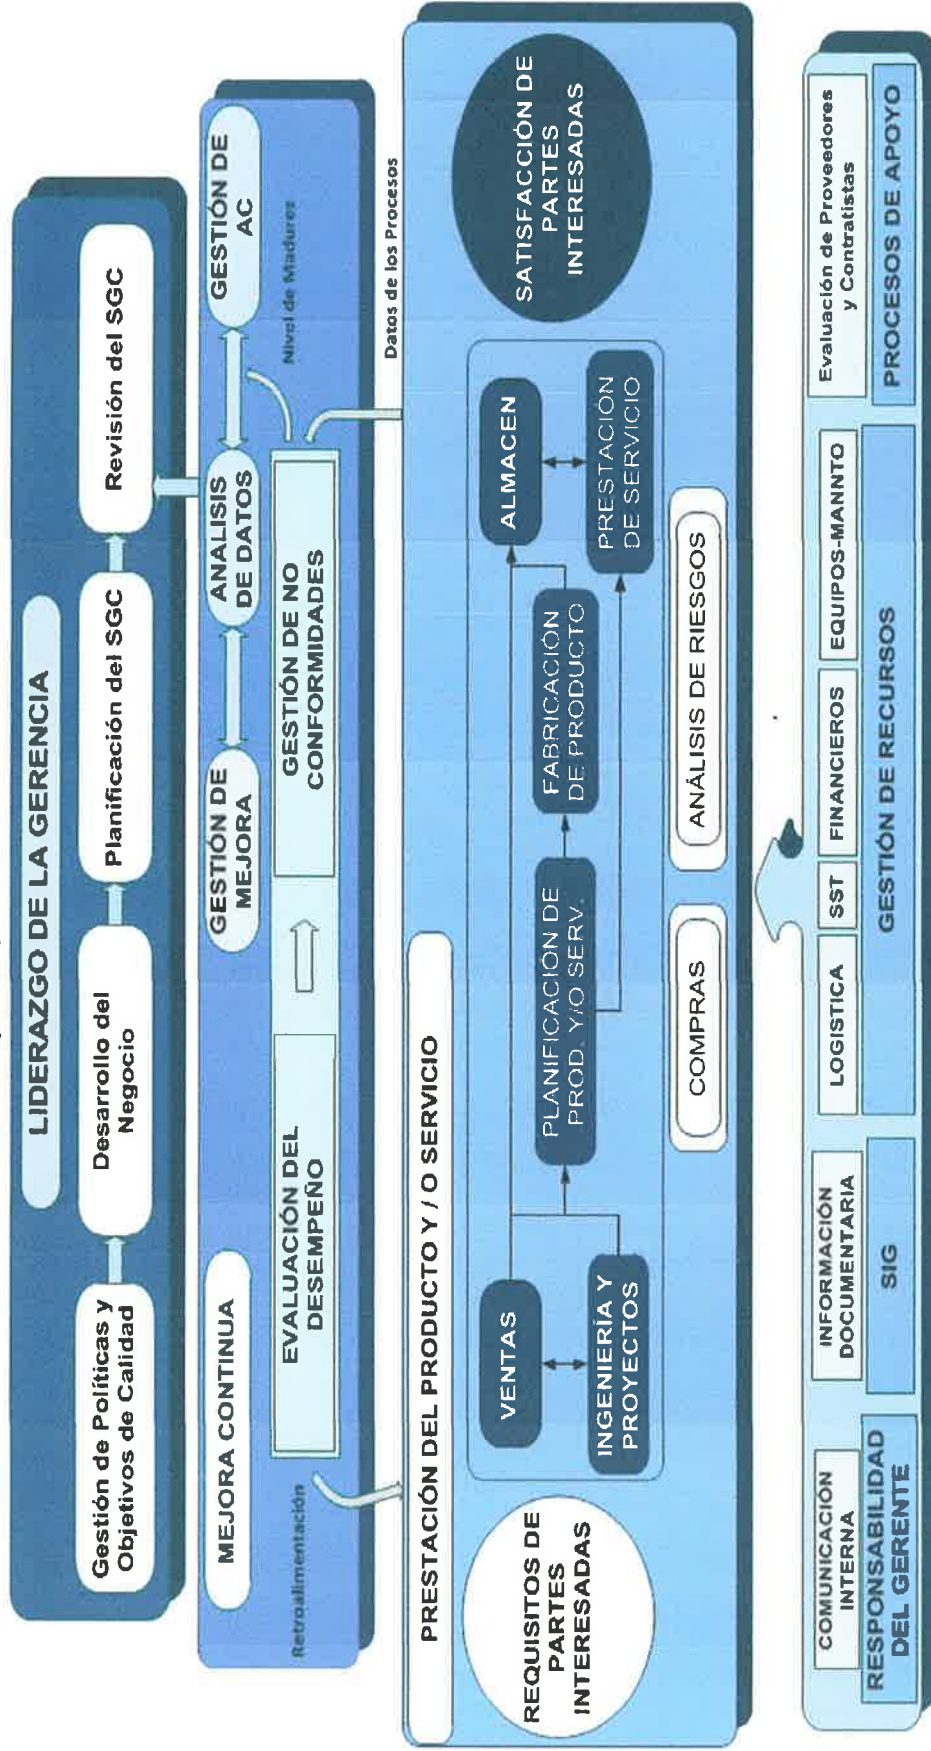 LIDERAZGO DE LA GERENCIA
Gestión de Políticas y
Objetivos de Calidad
Desarrollo del
Negocio
Planificación del SGC
Revisión del SGC
MEJORA CONTINUA
GESTIÓN DE
MEJORA
ANALISIS
DE DATOS
GESTIÓN DE
AC
EVALUACIÓN DEL
DESEMPEÑO
GESTIÓN DE NO
CONFORMIDADES
Nivel de Madures
Retroalimentación
Datos de los Procesos
PRESTACIÓN DEL PRODUCTO Y / O SERVICIO
REQUISITOS DE
PARTES
INTERESADAS
VENTAS
INGENIERÍA Y
PROYECTOS
PLANIFICACIÓN DE
PROD. Y/O SERV.
FABRICACIÓN
DE PRODUCTO
ALMACEN
PRESTACIÓN
DE SERVICIO
SATISFACCIÓN DE
PARTES
INTERESADAS
COMPRAS
ANÁLISIS DE RIESGOS
COMUNICACIÓN
INTERNA
RESPONSABILIDAD
DEL GERENTE
INFORMACIÓN
DOCUMENTARIA
SIG
LOGISTICA
SST
FINANCIEROS
EQUIPOS-MANNTO
GESTIÓN DE RECURSOS
Evaluación de Proveedores
y Contratistas
PROCESOS DE APOYO